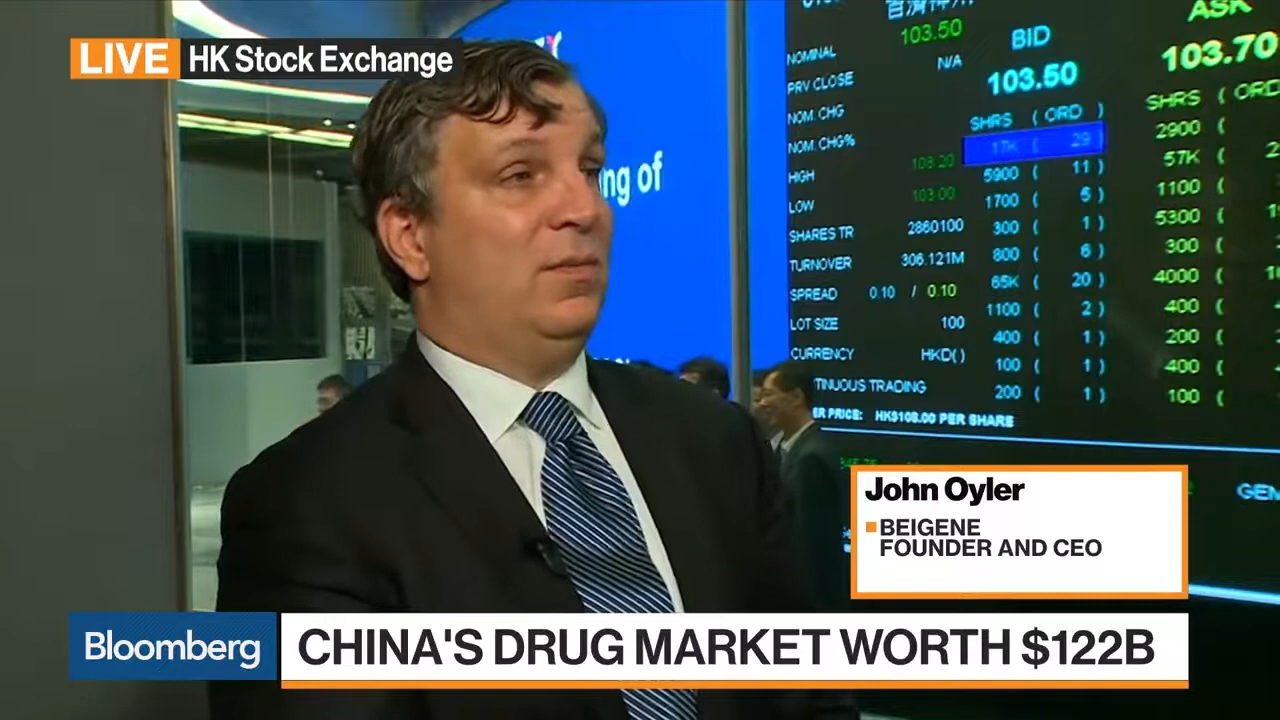 LIVE HK Stock Exchange
ng of
103.50
NOMINAL N/A
PRV CLOSE
NOM. CHG
NOM. CHG%
HIGH 108.20
LOW 103.00
SHARES TR 2860100
TURNOVER 306.121M
SPREAD 0.10 / 0.10
LOT SIZE 100
CURRENCY HKD()
TINUOUS TRADING
ER PRICE: HK$108.00 PER SHARE
BID
103.50
SHRS ( ORD )
17K ( 29 )
5900 ( 11 )
1700 ( 5 )
300 ( 1 )
800 ( 6 )
65K ( 20 )
1100 ( 2 )
400 ( 1 )
100 ( 1 )
200 ( 1 )
ASK
103.70
SHRS ( ORD
2900 (
57K (
1100 (
5300 (
300 (
4000 (
400 (
200 (
400 (
100 (
GEM
John Oyler
BEIGENE
FOUNDER AND CEO
Bloomberg
CHINA'S DRUG MARKET WORTH $122B